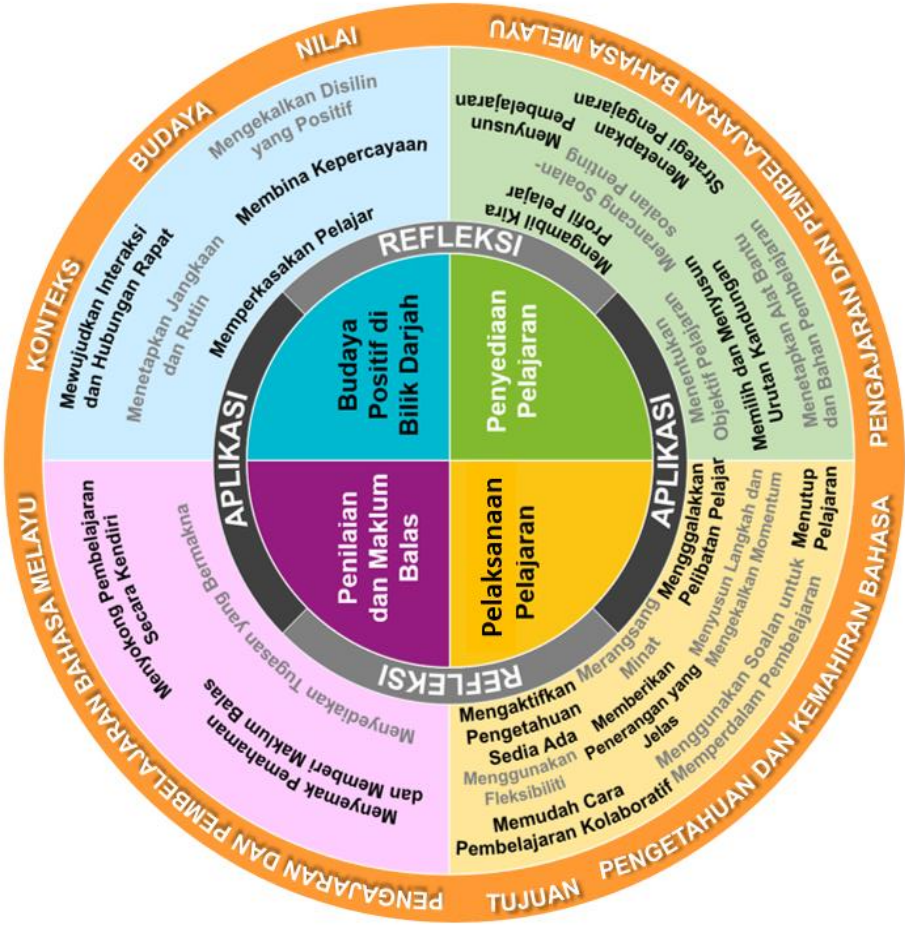 KONTEKS
BUDAYA
NILAI
PENGAJARAN DAN PEMBELAJARAN BAHASA MELAYU
PENGETAHUAN DAN KEMAHIRAN BAHASA
TUJUAN
PENGAJARAN DAN PEMBELAJARAN BAHASA MELAYU
Mewujudkan Interaksi
dan Hubungan Rapat
Menetapkan Jangkaan
dan Rutin
Memperkasakan Pelajar
Membina Kepercayaan
Mengekalkan Disilin
yang Positif
Menyusun
Pembelajaran
Menetapkan
Strategi Pengajaran
Merancang Soalan-
soalan Penting
Mengambil Kira
Profil Pelajar
Menentukan
Objektif Pelajaran
Memilih dan Menyusun
Urutan Kandungan
Menetapkan Alat Bantu
dan Bahan Pembelajaran
REFLEKSI
APLIKASI
APLIKASI
REFLEKSI
Budaya
Positif di
Bilik Darjah
Penyediaan
Pelajaran
Penilaian
dan Maklum
Balas
Pelaksanaan
Pelajaran
Menyokong Pembelajaran
Secara Kendiri
Menyediakan Tugasan yang Bermakna
Menyemak Pemahaman
dan Memberi Maklum Balas
Mengaktifkan
Pengetahuan
Sedia Ada
Merangsang
Minat
Mengggalakkan
Pelibatan Pelajar
Menyusun Langkah dan
Mengekalkan Momentum
Menutup
Pelajaran
Memberikan
Penerangan yang
Jelas
Menggunakan
Fleksibiliti
Menggunakan Soalan untuk
Memperdalam Pembelajaran
Memudah Cara
Pembelajaran Kolaboratif